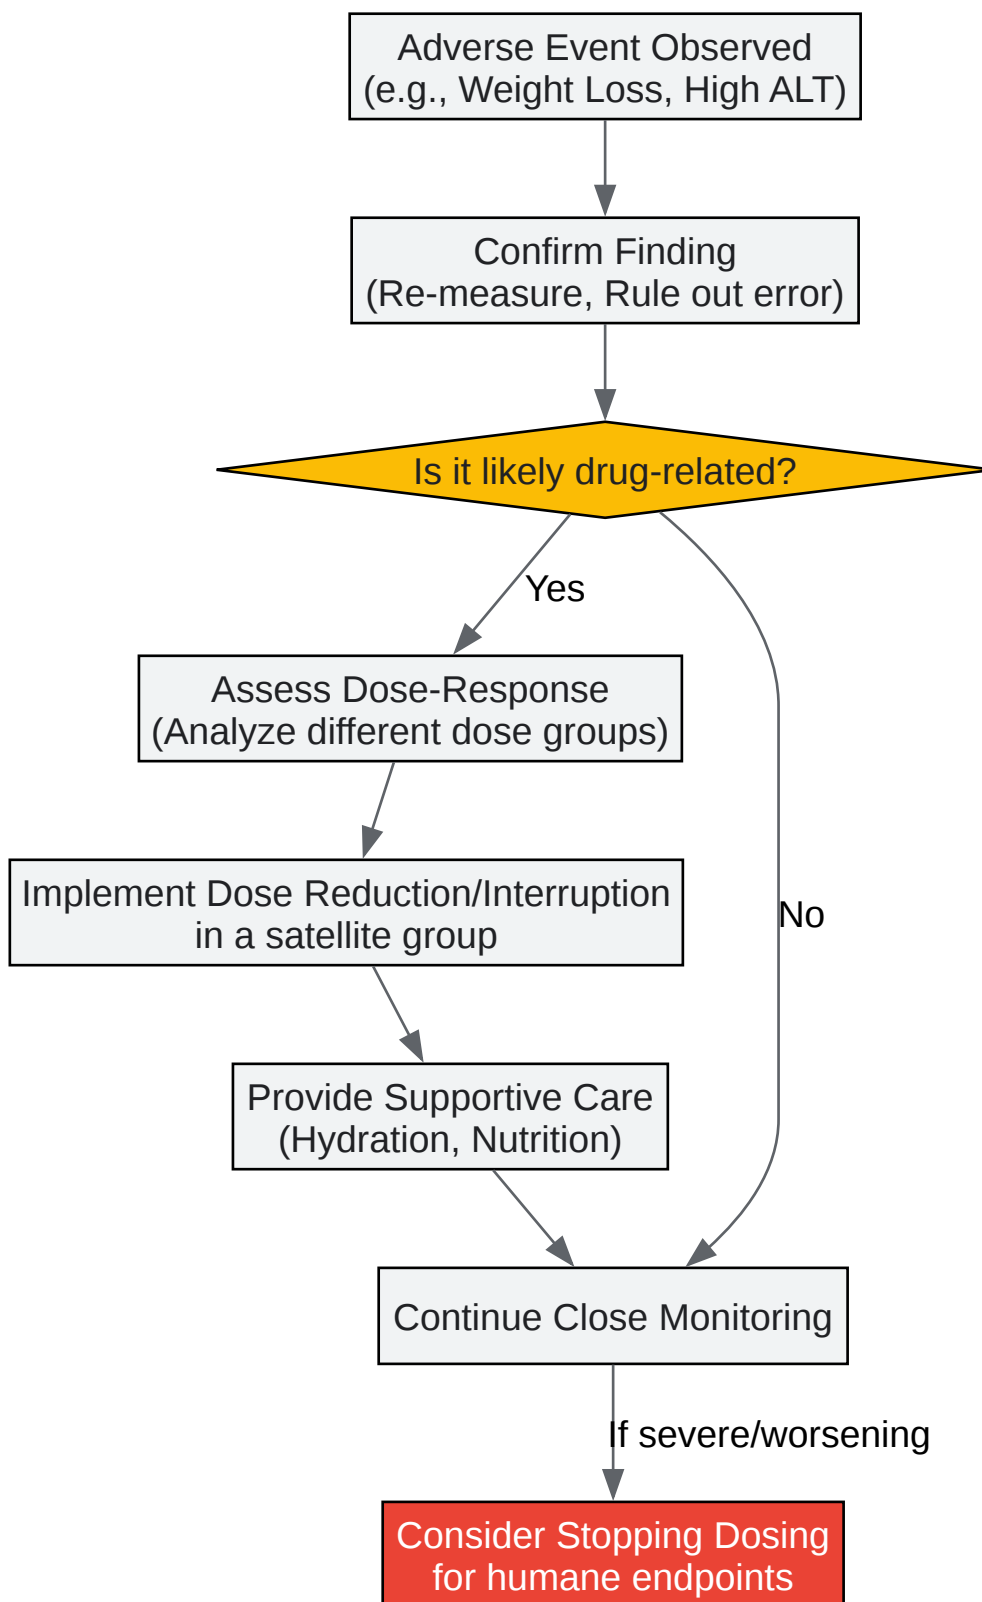 Adverse Event Observed
(e.g., Weight Loss, High ALT)
Confirm Finding
(Re-measure, Rule out error)
Is it likely drug-related?
Yes
Assess Dose-Response
(Analyze different dose groups)
Implement Dose Reduction/Interruption
in a satellite group
No
Provide Supportive Care
(Hydration, Nutrition)
Continue Close Monitoring
If severe/worsening
Consider Stopping Dosing
for humane endpoints